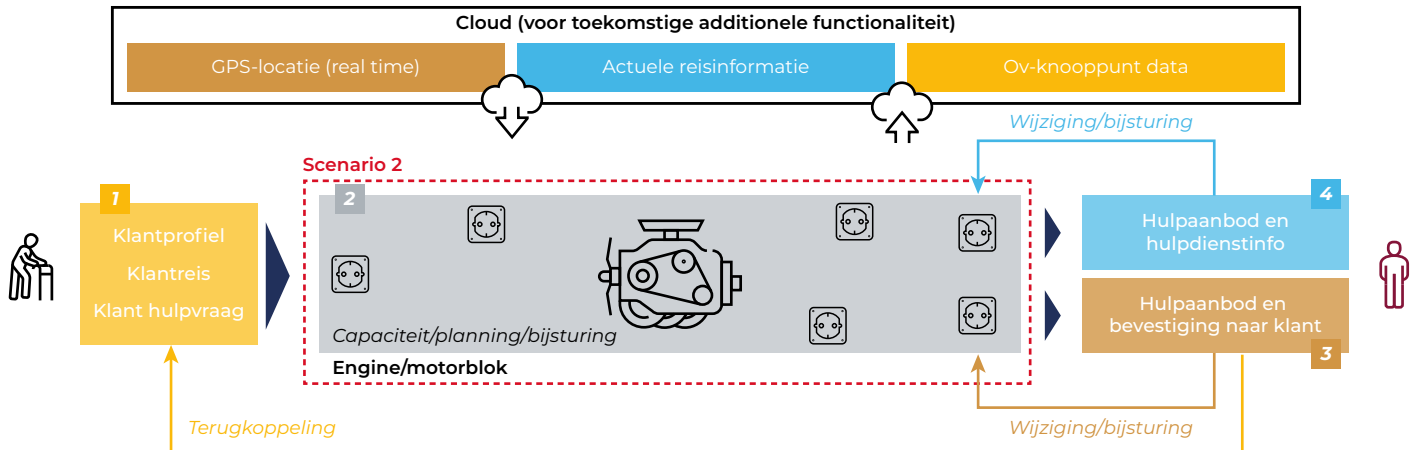 Cloud (voor toekomstige additionele functionaliteit)
GPS-locatie (real time)
Actuele reisinformatie
Ov-knooppunt data
Wijziging/bijsturing
Scenario 2
1
Klantprofiel
Klantreis
Klant hulpvraag
2
Capaciteit/planning/bijsturing
Engine/motorblok
4
Hulpaanbod en
hulpdienstinfo
Hulpaanbod en
bevestiging naar klant
3
Terugkoppeling
Wijziging/bijsturing